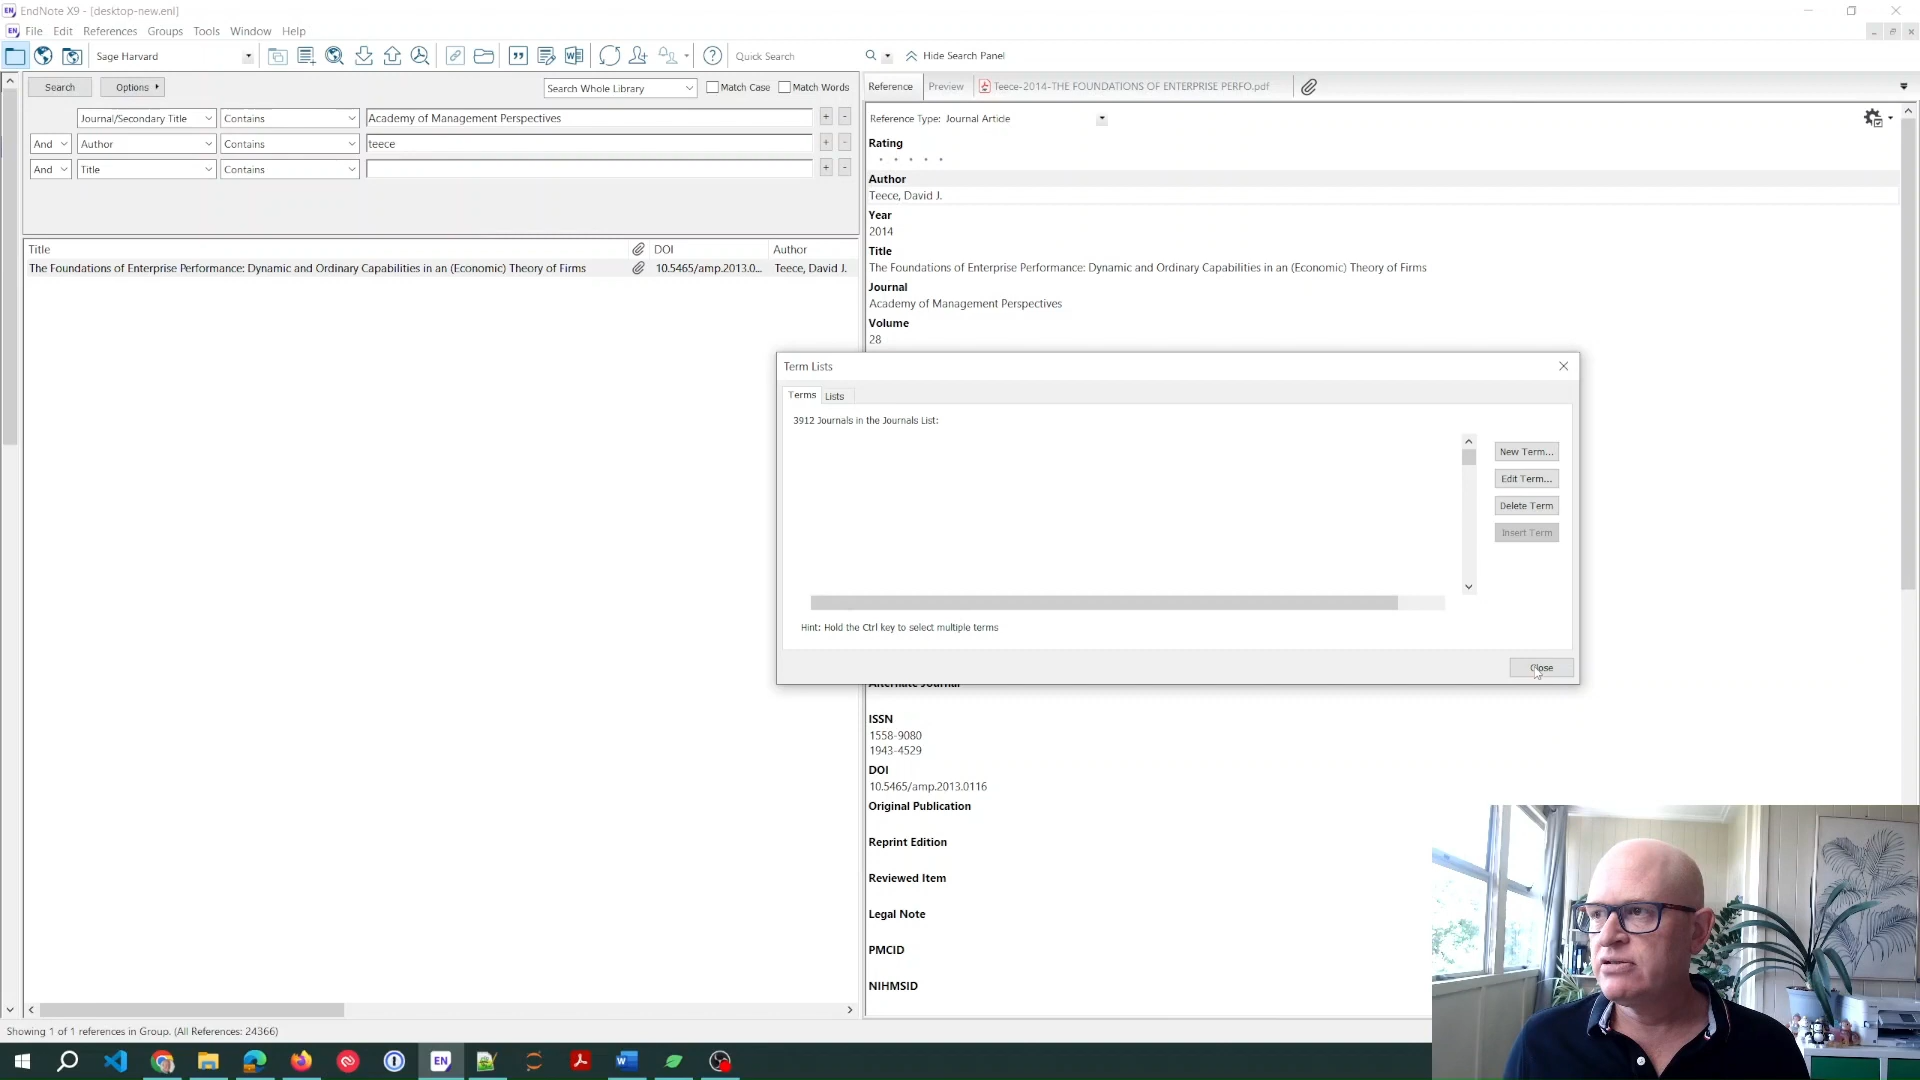 EndNote X9 - [desktop-new.enl]
File Edit References Groups Tools Window Help
Sage Harvard
Quick Search
Hide Search Panel
Search
Options
Search Whole Library
Match Case
Match Words
Journal/Secondary Title Contains Academy of Management Perspectives + -
And Author Contains teece + -
And Title Contains + -
Title DOI Author
The Foundations of Enterprise Performance: Dynamic and Ordinary Capabilities in an (Economic) Theory of Firms 10.5465/amp.2013.0... Teece, David J.
Reference Preview Teece-2014-THE FOUNDATIONS OF ENTERPRISE PERFO.pdf
Reference Type: Journal Article
Rating
Author
Teece, David J.
Year
2014
Title
The Foundations of Enterprise Performance: Dynamic and Ordinary Capabilities in an (Economic) Theory of Firms
Journal
Academy of Management Perspectives
Volume
28
Term Lists
Terms Lists
3912 Journals in the Journals List:
New Term...
Edit Term...
Delete Term
Insert Term
Hint: Hold the Ctrl key to select multiple terms
Close
Alternate Journal
ISSN
1558-9080
1943-4529
DOI
10.5465/amp.2013.0116
Original Publication
Reprint Edition
Reviewed Item
Legal Note
PMCID
NIHMSID
Showing 1 of 1 references in Group. (All References: 24366)
EN